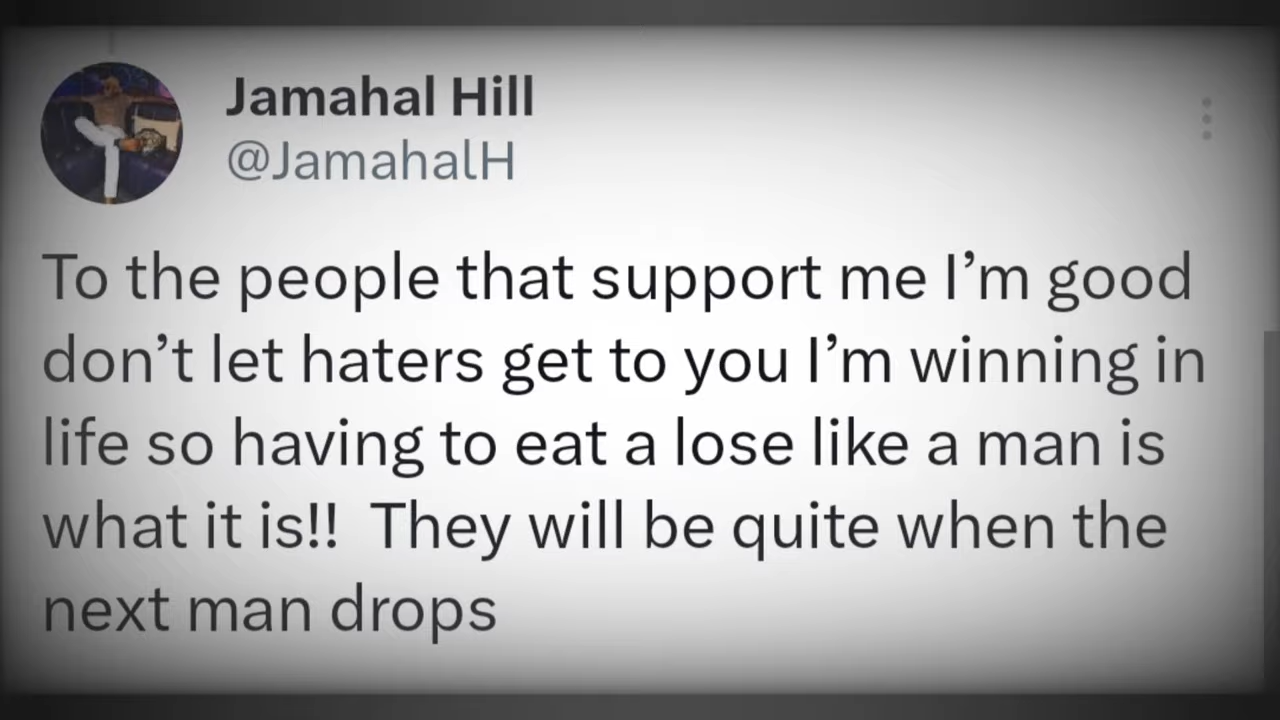 Jamahal Hill
@JamahalH
To the people that support me I’m good
don’t let haters get to you I’m winning in
life so having to eat a lose like a man is
what it is!!  They will be quite when the
next man drops